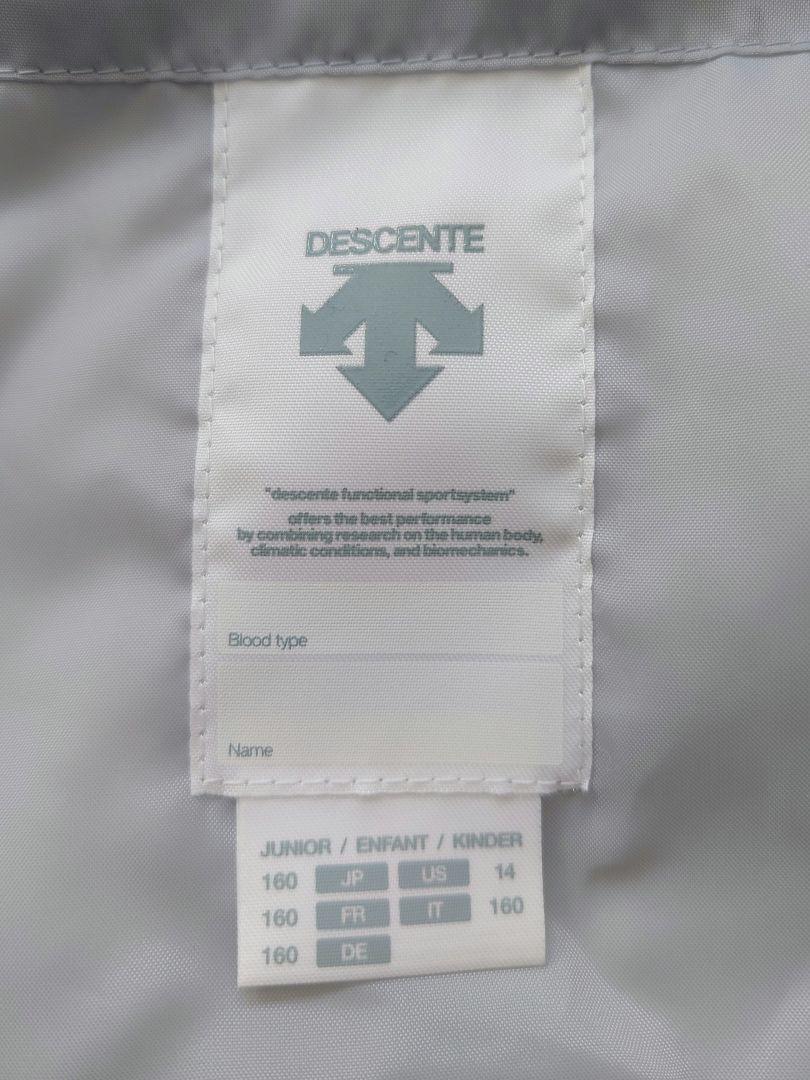 DESCENTE
"descente functional sportsystem"
offers the best performance
by combining research on the human body,
climatic conditions, and biomechanics.
Blood type
Name
JUNIOR / ENFANT / KINDER
160 JP US 14
160 FR IT 160
160 DE